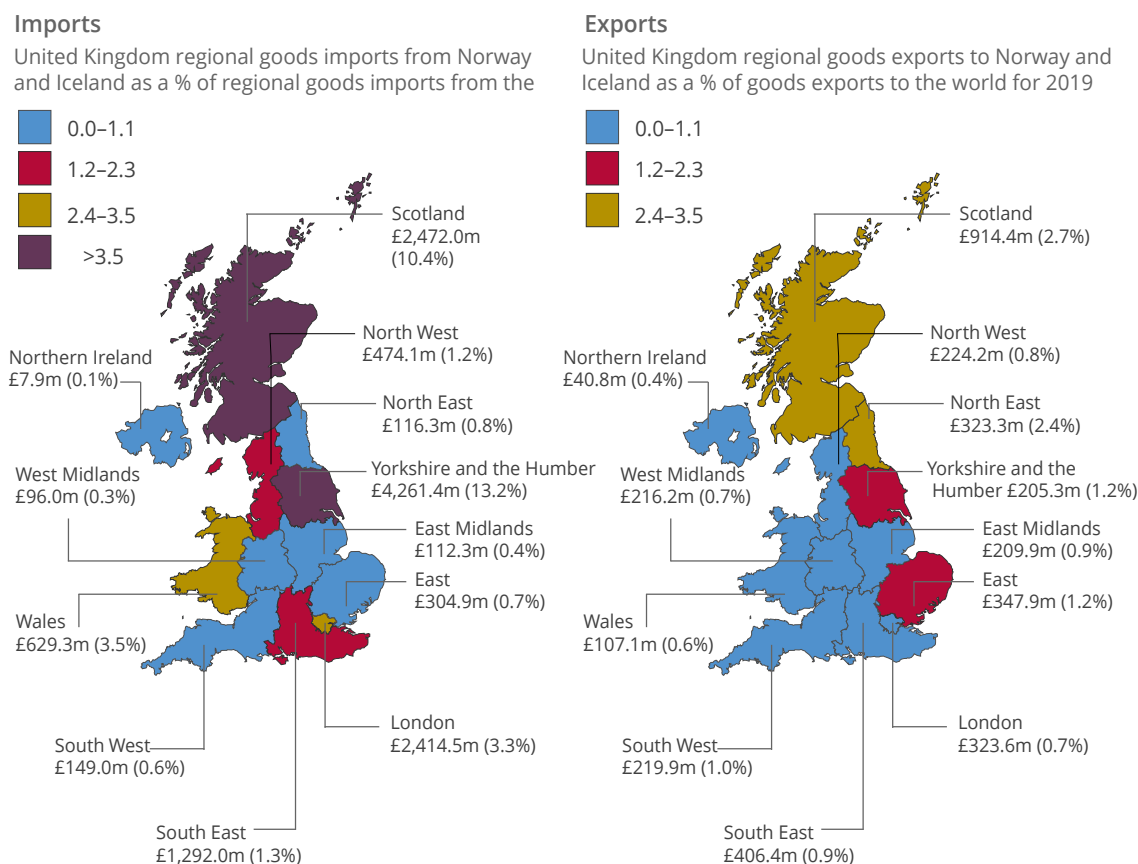 Imports
United Kingdom regional goods imports from Norway
and Iceland as a % of regional goods imports from the
0.0–1.1
1.2–2.3
2.4–3.5
>3.5
Scotland
£2,472.0m
(10.4%)
North West
£474.1m (1.2%)
Northern Ireland
£7.9m (0.1%)
North East
£116.3m (0.8%)
West Midlands
£96.0m (0.3%)
Yorkshire and the Humber
£4,261.4m (13.2%)
East Midlands
£112.3m (0.4%)
East
£304.9m (0.7%)
Wales
£629.3m (3.5%)
London
£2,414.5m (3.3%)
South West
£149.0m (0.6%)
South East
£1,292.0m (1.3%)
Exports
United Kingdom regional goods exports to Norway and
Iceland as a % of goods exports to the world for 2019
0.0–1.1
1.2–2.3
2.4–3.5
Scotland
£914.4m (2.7%)
North West
£224.2m (0.8%)
Northern Ireland
£40.8m (0.4%)
North East
£323.3m (2.4%)
West Midlands
£216.2m (0.7%)
Yorkshire and the
Humber £205.3m (1.2%)
East Midlands
£209.9m (0.9%)
East
£347.9m (1.2%)
Wales
£107.1m (0.6%)
London
£323.6m (0.7%)
South West
£219.9m (1.0%)
South East
£406.4m (0.9%)